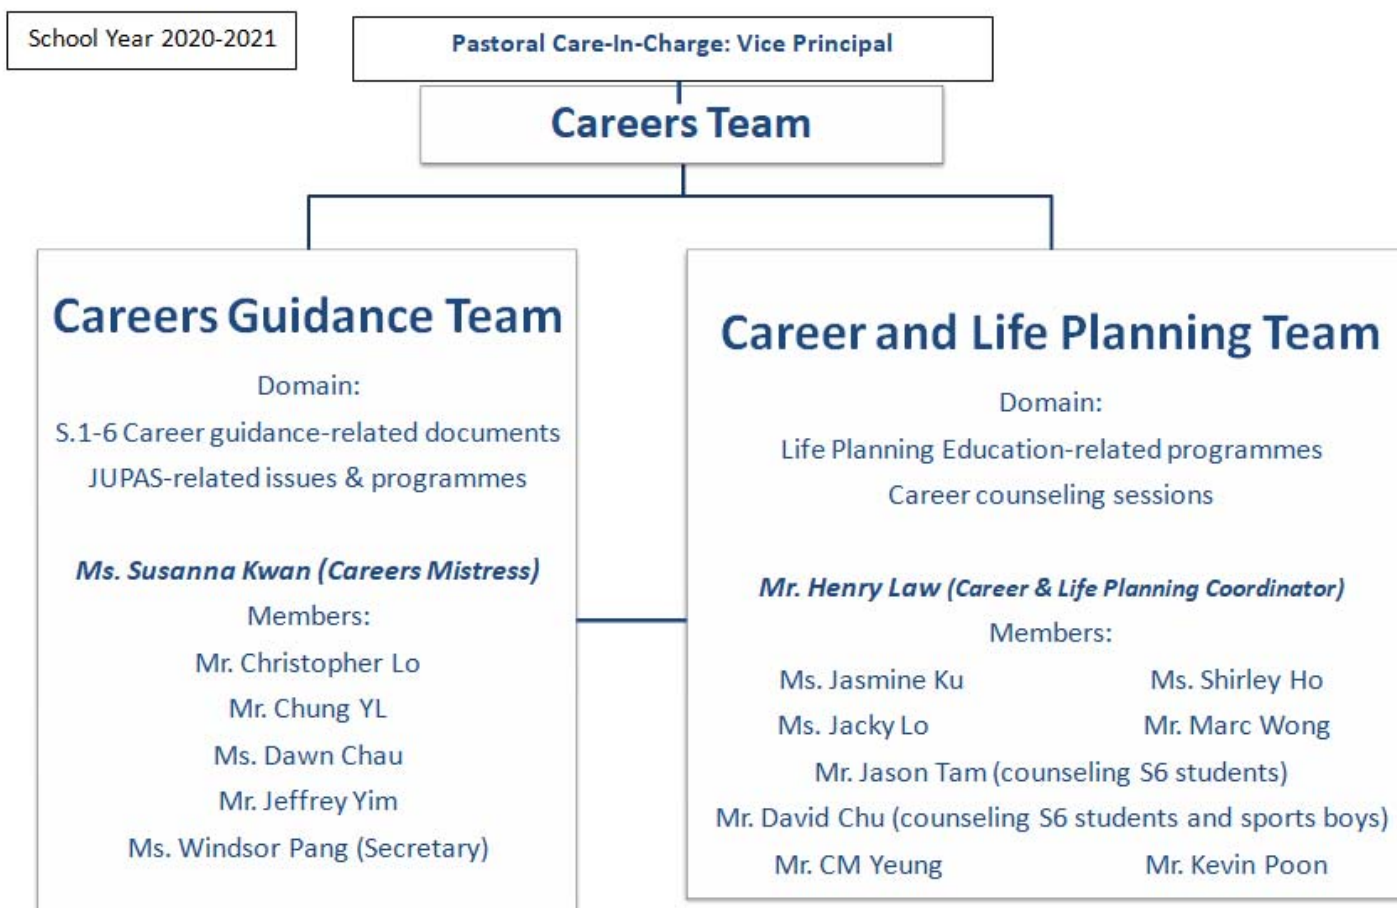 School Year 2020-2021
Pastoral Care-In-Charge: Vice Principal
Careers Team
Careers Guidance Team
Domain:
S.1-6 Career guidance-related documents
JUPAS-related issues & programmes
Ms. Susanna Kwan (Careers Mistress)
Members:
Mr. Christopher Lo
Mr. Chung YL
Ms. Dawn Chau
Mr. Jeffrey Yim
Ms. Windsor Pang (Secretary)
Career and Life Planning Team
Domain:
Life Planning Education-related programmes
Career counseling sessions
Mr. Henry Law (Career & Life Planning Coordinator)
Members:
Ms. Jasmine Ku Ms. Shirley Ho
Ms. Jacky Lo Mr. Marc Wong
Mr. Jason Tam (counseling S6 students)
Mr. David Chu (counseling S6 students and sports boys)
Mr. CM Yeung Mr. Kevin Poon